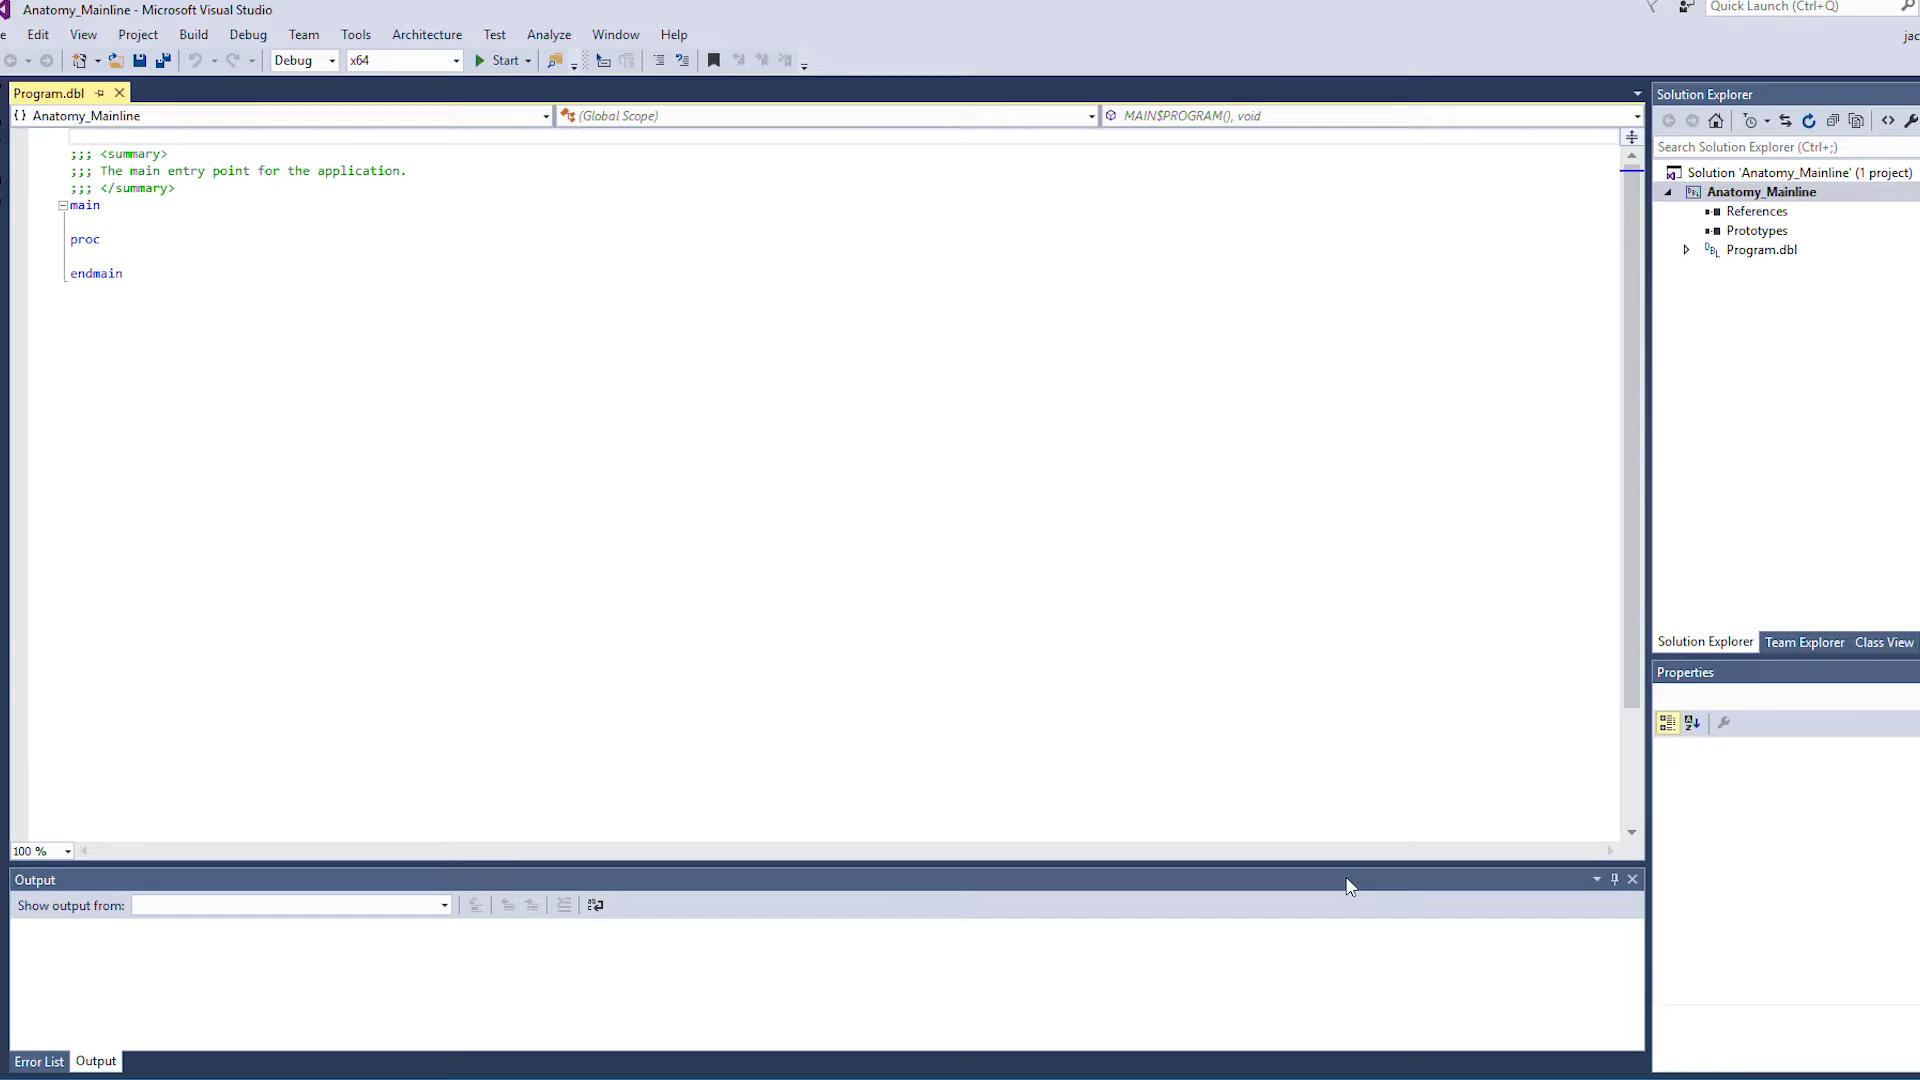 Anatomy_Mainline - Microsoft Visual Studio
Quick Launch (Ctrl+Q)
e Edit View Project Build Debug Team Tools Architecture Test Analyze Window Help
jac
Debug x64 Start
Program.dbl
Solution Explorer
{ } Anatomy_Mainline (Global Scope) MAIN$PROGRAM(), void
Search Solution Explorer (Ctrl+;)
;;; <summary>
;;; The main entry point for the application.
;;; </summary>
main
proc
endmain
Solution 'Anatomy_Mainline' (1 project)
Anatomy_Mainline
References
Prototypes
Program.dbl
Solution Explorer Team Explorer Class View
Properties
100 %
Output
Show output from:
Error List Output